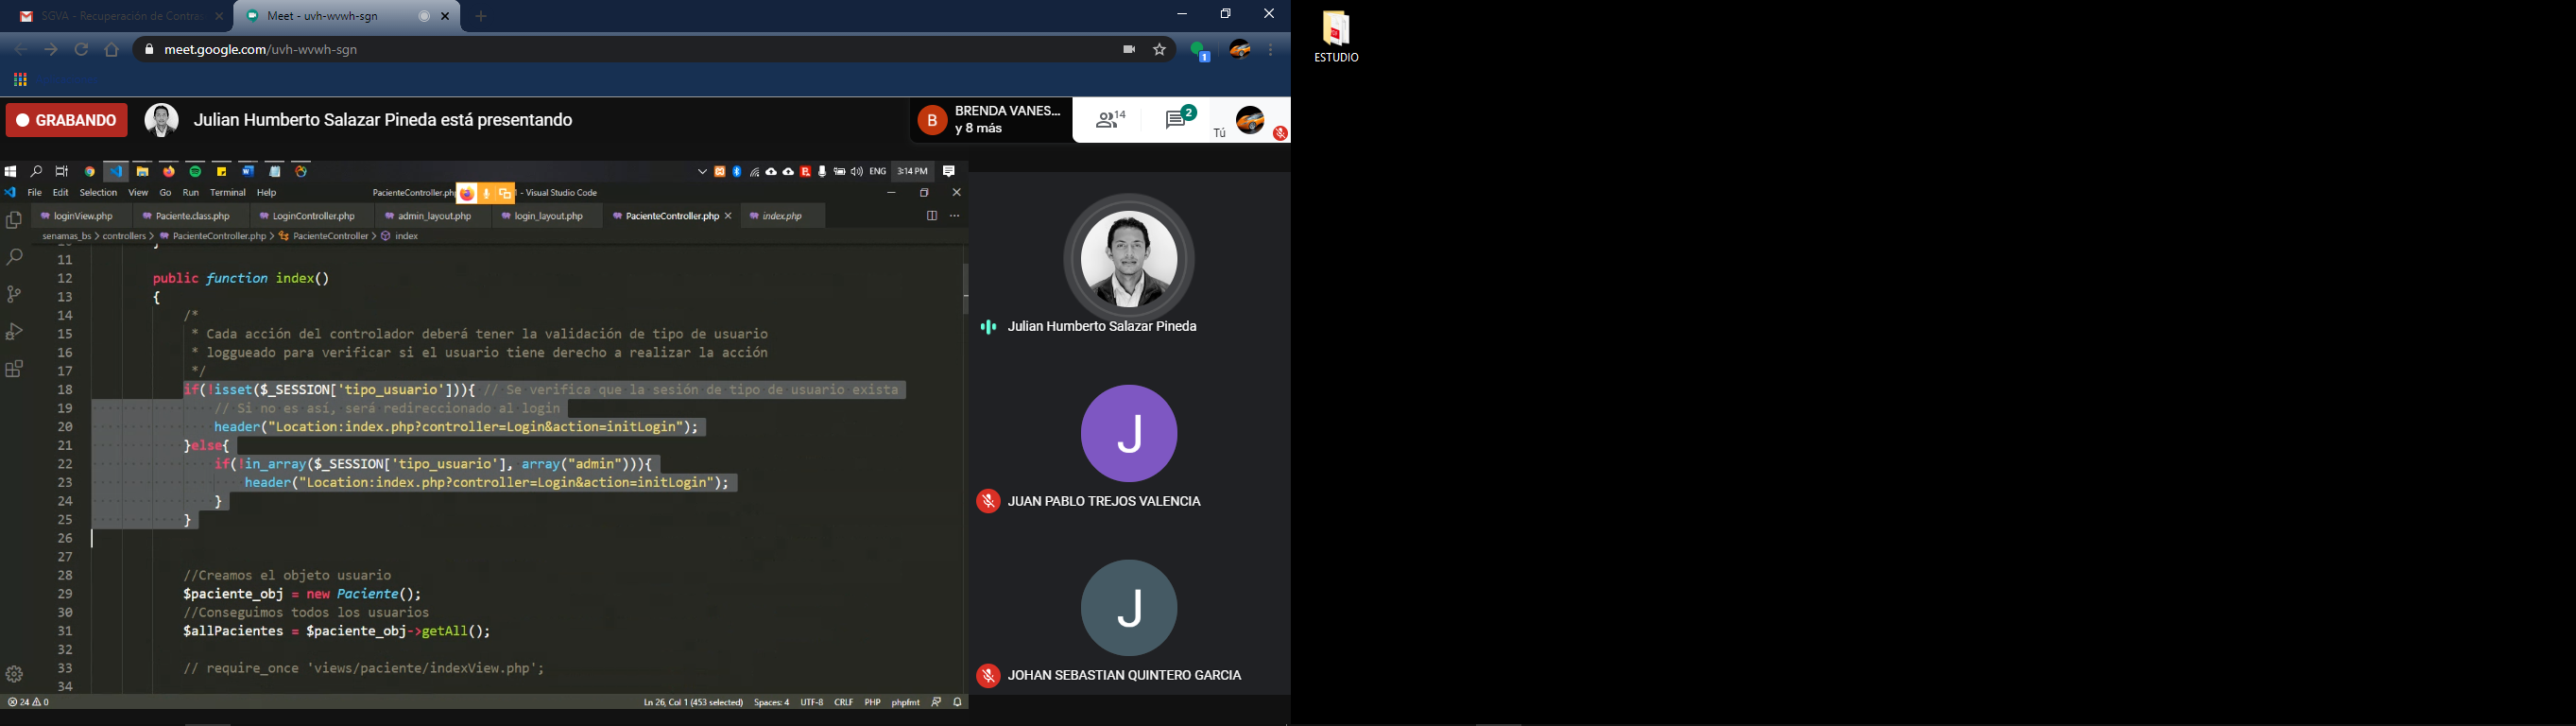 SGVA - Recuperación de Contra
Meet - uvh-wvwh-sgn
meet.google.com/uvh-wvwh-sgn
1
ESTUDIO
GRABANDO
Julian Humberto Salazar Pineda está presentando
B
BRENDA VANES...
y 8 más
14
2
Tú
ENG
3:14 PM
File Edit Selection View Go Run Terminal Help
PacienteController.php
1 - Visual Studio Code
loginView.php
Paciente.class.php
LoginController.php
admin_layout.php
login_layout.php
PacienteController.php
index.php
senamas_bs > controllers > PacienteController.php > PacienteController > index
11
12 public function index()
13 {
14 /*
15 * Cada acción del controlador deberá tener la validación de tipo de usuario
16 * loggueado para verificar si el usuario tiene derecho a realizar la acción
17 */
18 if(!isset($_SESSION['tipo_usuario'])){ // Se verifica que la sesión de tipo de usuario exista
19 // Si no es así, será redireccionado al login
20 header("Location:index.php?controller=Login&action=initLogin");
21 }else{
22 if(!in_array($_SESSION['tipo_usuario'], array("admin"))){
23 header("Location:index.php?controller=Login&action=initLogin");
24 }
25 }
26
27
28 //Creamos el objeto usuario
29 $paciente_obj = new Paciente();
30 //Conseguimos todos los usuarios
31 $allPacientes = $paciente_obj->getAll();
32
33 // require_once 'views/paciente/indexView.php';
34
24 0
Ln 26, Col 1 (453 selected) Spaces: 4 UTF-8 CRLF PHP phpfmt
Julian Humberto Salazar Pineda
J
JUAN PABLO TREJOS VALENCIA
J
JOHAN SEBASTIAN QUINTERO GARCIA